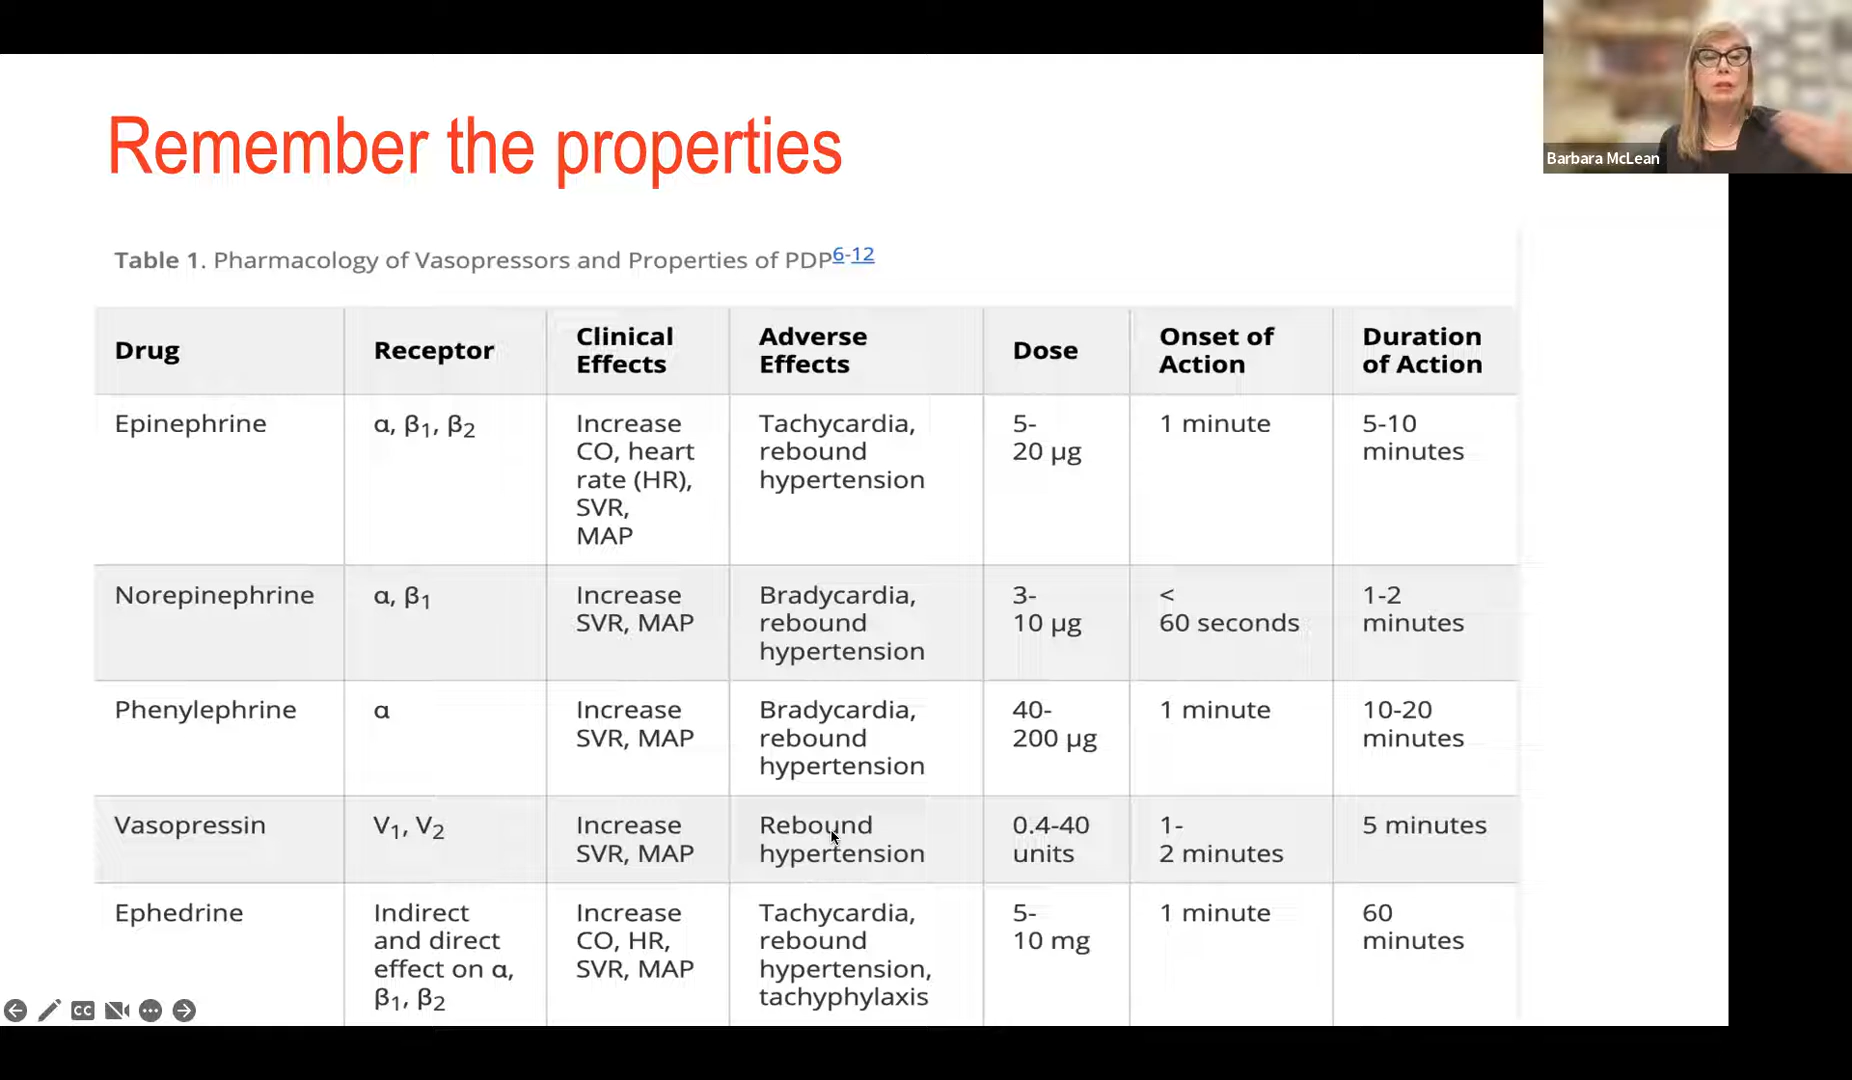 Remember the properties
Barbara McLean
Table 1. Pharmacology of Vasopressors and Properties of PDP6-12
Drug
Receptor
Clinical
Effects
Adverse
Effects
Dose
Onset of
Action
Duration
of Action
Epinephrine
α, β1, β2
Increase
CO, heart
rate (HR),
SVR,
MAP
Tachycardia,
rebound
hypertension
5-
20 µg
1 minute
5-10
minutes
Norepinephrine
α, β1
Increase
SVR, MAP
Bradycardia,
rebound
hypertension
3-
10 µg
<
60 seconds
1-2
minutes
Phenylephrine
α
Increase
SVR, MAP
Bradycardia,
rebound
hypertension
40-
200 µg
1 minute
10-20
minutes
Vasopressin
V1, V2
Increase
SVR, MAP
Rebound
hypertension
0.4-40
units
1-
2 minutes
5 minutes
Ephedrine
Indirect
and direct
effect on α,
β1, β2
Increase
CO, HR,
SVR, MAP
Tachycardia,
rebound
hypertension,
tachyphylaxis
5-
10 mg
1 minute
60
minutes
CC